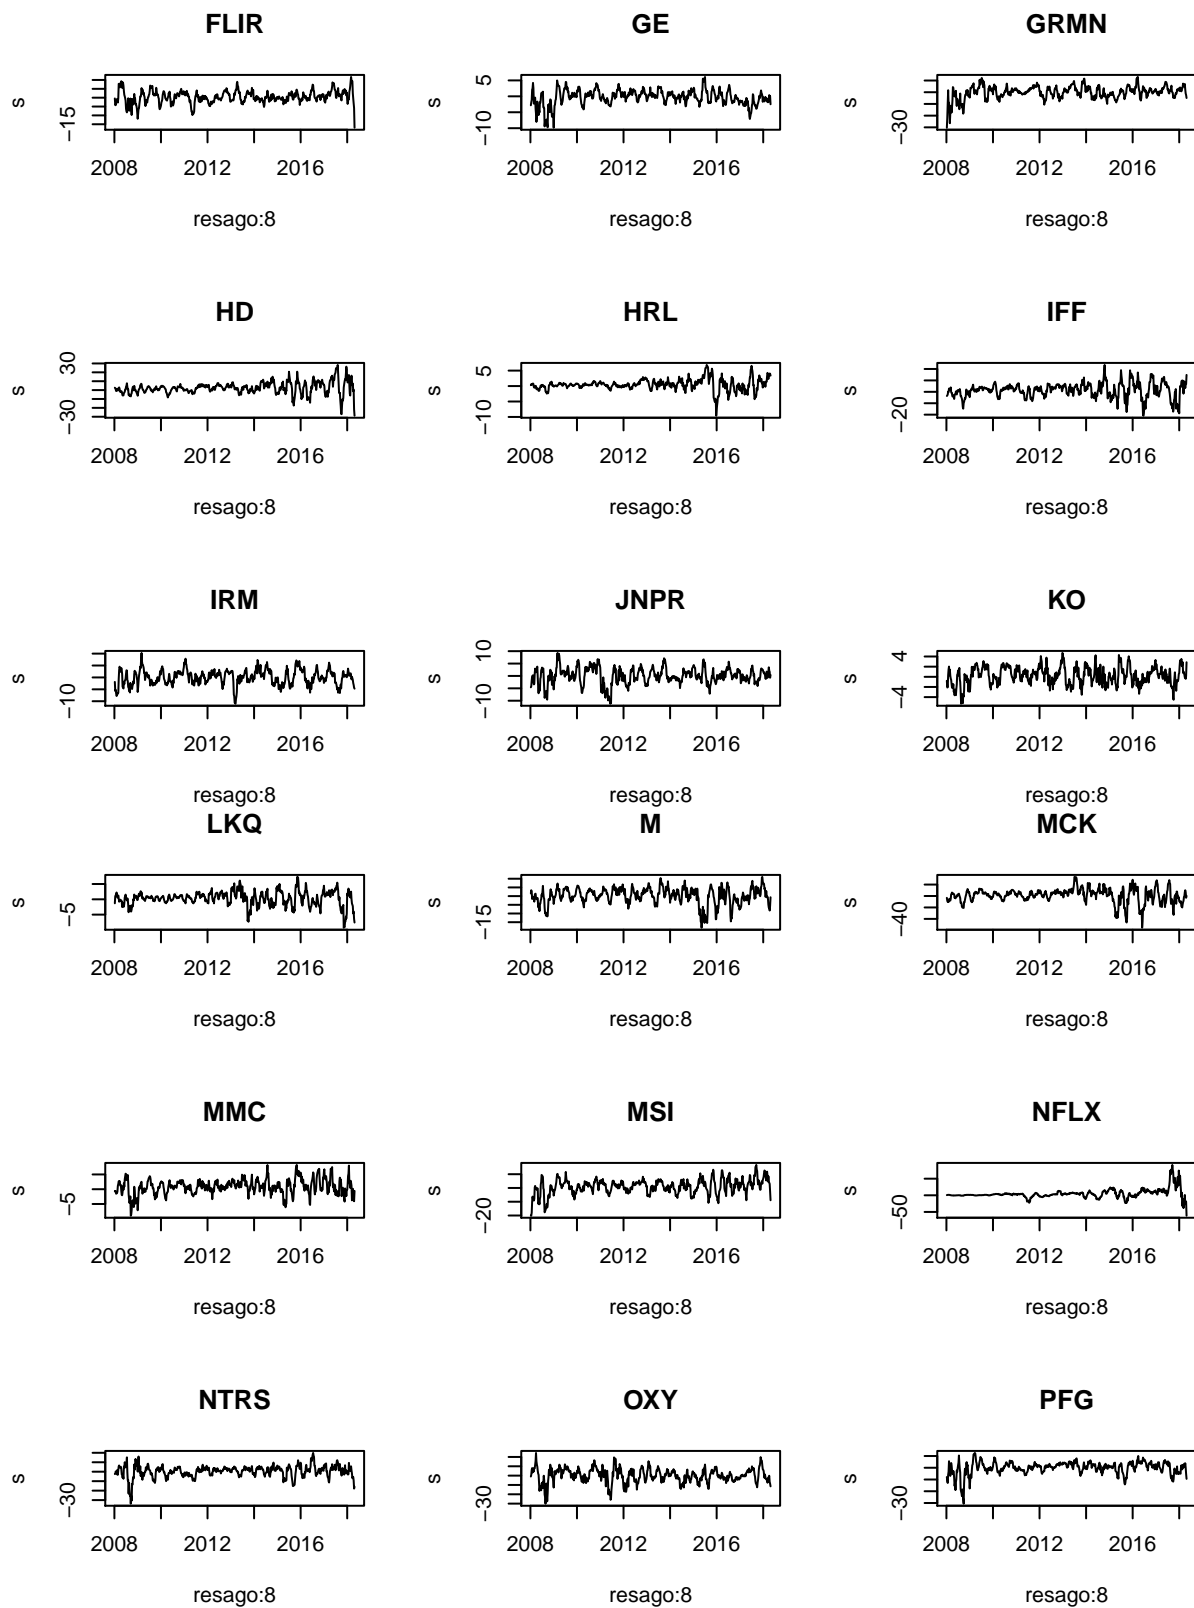 FLIR GE GRMN
s −15 s −10 5 s −30
2008 2012 2016 2008 2012 2016 2008 2012 2016
resago:8 resago:8 resago:8
HD HRL IFF
s −30 30 s −10 5 s −20
2008 2012 2016 2008 2012 2016 2008 2012 2016
resago:8 resago:8 resago:8
IRM JNPR KO
s −10 s −10 10 s −4 4
2008 2012 2016 2008 2012 2016 2008 2012 2016
resago:8 resago:8 resago:8
LKQ M MCK
s −5 s −15 s −40
2008 2012 2016 2008 2012 2016 2008 2012 2016
resago:8 resago:8 resago:8
MMC MSI NFLX
s −5 s −20 s −50
2008 2012 2016 2008 2012 2016 2008 2012 2016
resago:8 resago:8 resago:8
NTRS OXY PFG
s −30 s −30 s −30
2008 2012 2016 2008 2012 2016 2008 2012 2016
resago:8 resago:8 resago:8